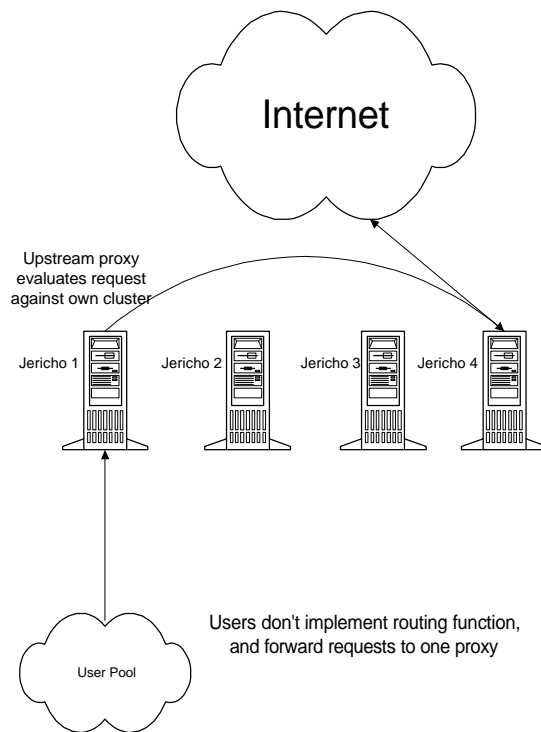 Internet
Upstream proxy
evaluates request
against own cluster
Jericho 1
Jericho 2
Jericho 3
Jericho 4
Users don't implement routing function,
and forward requests to one proxy
User Pool